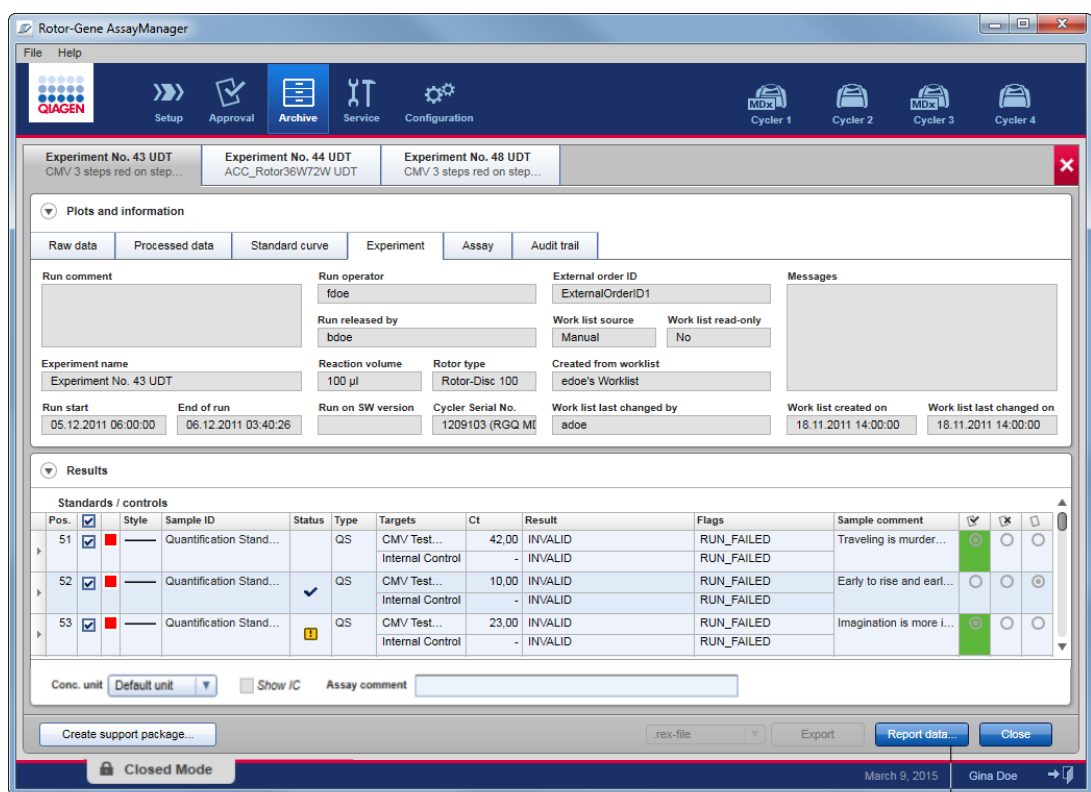 Rotor-Gene AssayManager
File Help
QIAGEN
Setup Approval Archive Service Configuration MDx Cycler 1 Cycler 2 MDx Cycler 3 Cycler 4
Experiment No. 43 UDT Experiment No. 44 UDT Experiment No. 48 UDT
CMV 3 steps red on step... ACC_Rotor36W72W UDT CMV 3 steps red on step...
Plots and information
Raw data Processed data Standard curve Experiment Assay Audit trail
Run comment Run operator External order ID Messages
fdoe ExternalOrderID1
Run released by Work list source Work list read-only
bdoe Manual No
Experiment name Reaction volume Rotor type Created from worklist
Experiment No. 43 UDT 100 µl Rotor-Disc 100 edoe's Worklist
Run start End of run Run on SW version Cycler Serial No. Work list last changed by Work list created on Work list last changed on
05.12.2011 06:00:00 06.12.2011 03:40:26 1209103 (RGQ MD adoe 18.11.2011 14:00:00 18.11.2011 14:00:00
Results
Standards / controls
Pos. Style Sample ID Status Type Targets Ct Result Flags Sample comment
51 Quantification Stand... QS CMV Test... 42,00 INVALID RUN_FAILED Traveling is murder...
Internal Control - INVALID RUN_FAILED
52 Quantification Stand... QS CMV Test... 10,00 INVALID RUN_FAILED Early to rise and earl...
Internal Control - INVALID RUN_FAILED
53 Quantification Stand... QS CMV Test... 23,00 INVALID RUN_FAILED Imagination is more i...
Internal Control - INVALID RUN_FAILED
Conc. unit Default unit Show IC Assay comment
Create support package... .rex-file Export Report data... Close
Closed Mode March 9, 2015 Gina Doe